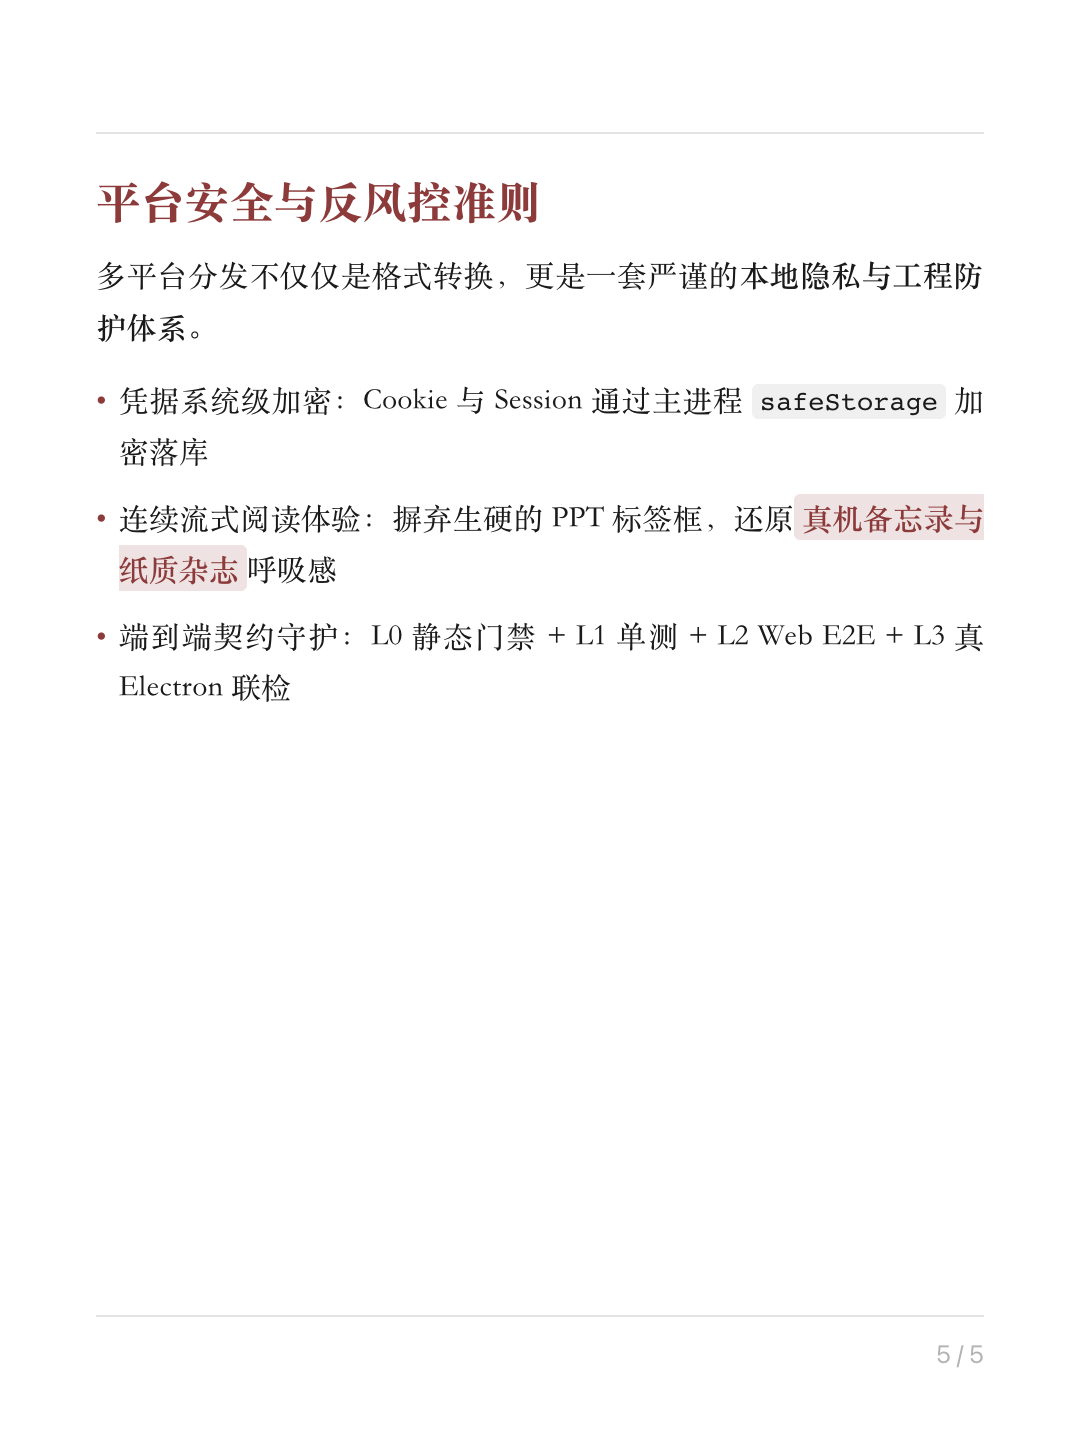 平台安全与反风控准则
多平台分发不仅仅是格式转换，更是一套严谨的本地隐私与工程防
护体系。
• 凭据系统级加密：Cookie 与 Session 通过主进程 safeStorage 加
密落库
• 连续流式阅读体验：摒弃生硬的 PPT 标签框，还原真机备忘录与
纸质杂志呼吸感
• 端到端契约守护：L0 静态门禁 + L1 单测 + L2 Web E2E + L3 真
Electron 联检
5 / 5